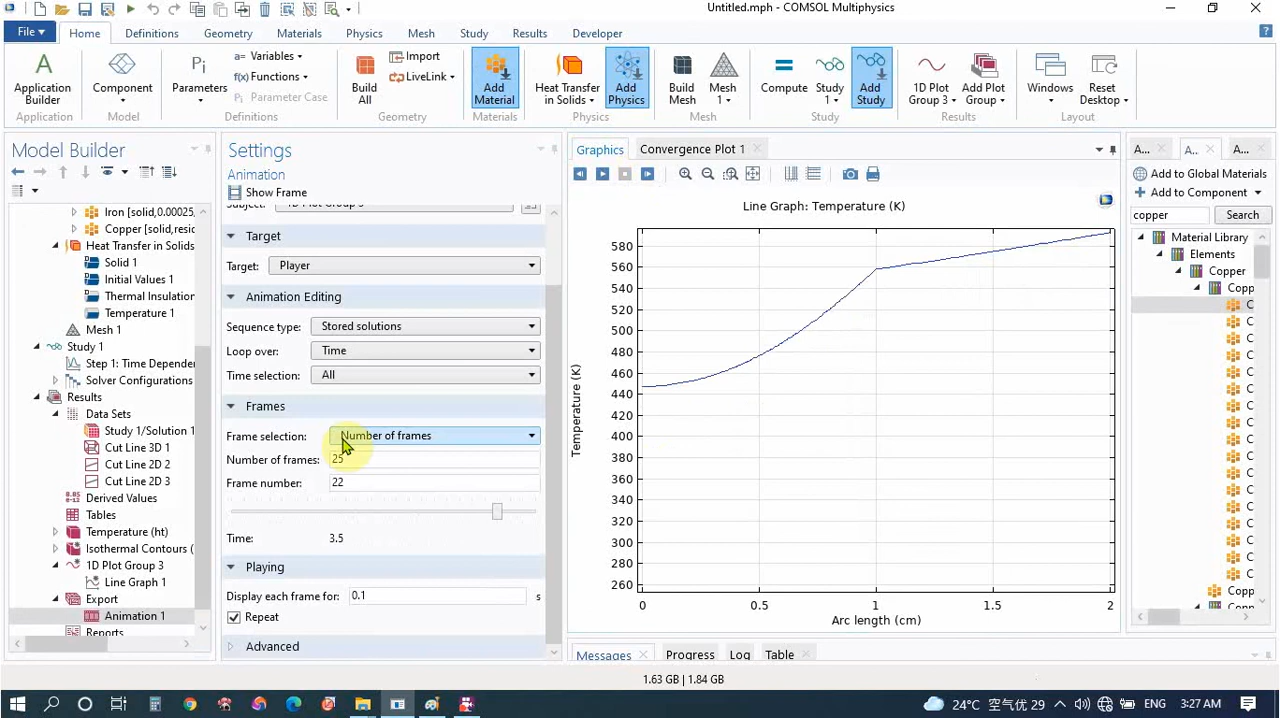 Untitled.mph - COMSOL Multiphysics
File
Home
Definitions
Geometry
Materials
Physics
Mesh
Study
Results
Developer
Application Builder
Component
Parameters
Variables
Functions
Parameter Case
Build All
Import
LiveLink
Add Material
Heat Transfer in Solids
Add Physics
Build Mesh
Mesh 1
Compute
Study 1
Add Study
1D Plot Group 3
Add Plot Group
Windows
Reset Desktop
Application
Definitions
Geometry
Materials
Physics
Mesh
Study
Results
Layout
Model Builder
Iron [solid,0.00025,
Copper [solid,resid
Heat Transfer in Solids
Solid 1
Initial Values 1
Thermal Insulation
Temperature 1
Mesh 1
Study 1
Step 1: Time Depende
Solver Configurations
Results
Data Sets
Study 1/Solution 1
Cut Line 3D 1
Cut Line 2D 2
Cut Line 2D 3
Derived Values
Tables
Temperature (ht)
Isothermal Contours (
1D Plot Group 3
Line Graph 1
Export
Animation 1
Reports
Settings
Animation
Show Frame
Target
Target: Player
Animation Editing
Sequence type: Stored solutions
Loop over: Time
Time selection: All
Frames
Frame selection: Number of frames
Number of frames: 25
Frame number: 22
Time: 3.5
Playing
Display each frame for: 0.1 s
Repeat
Advanced
Graphics
Convergence Plot 1
Line Graph: Temperature (K)
Temperature (K)
580
560
540
520
500
480
460
440
420
400
380
360
340
320
300
280
260
0 0.5 1 1.5 2
Arc length (cm)
Messages
Progress
Log
Table
1.63 GB | 1.84 GB
A...
A..
A...
Add to Global Materials
Add to Component
copper
Search
Material Library
Elements
Copper
Copp
24°C 空气优 29
ENG
3:27 AM